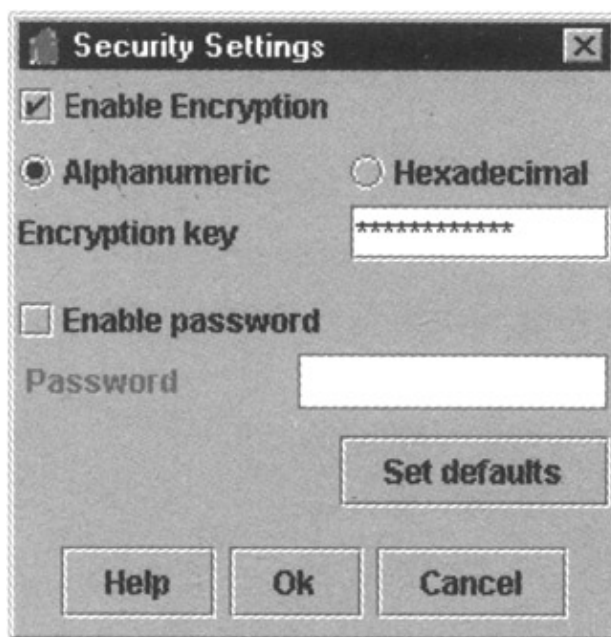 Security Settings
Enable Encryption
Alphanumeric Hexadecimal
Encryption key ************
Enable password
Password
Set defaults
Help Ok Cancel